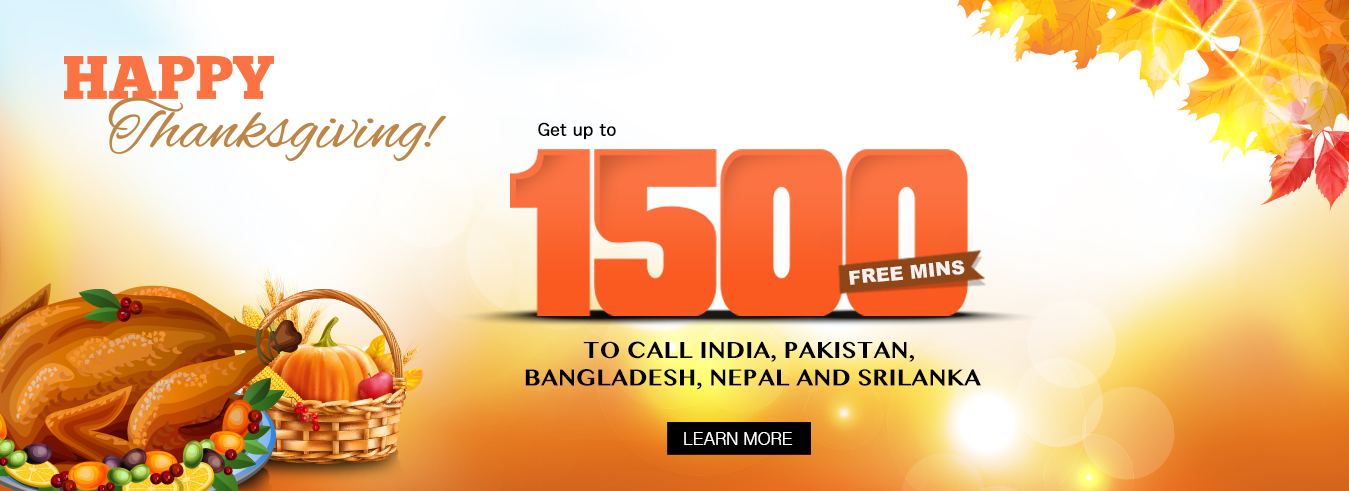 HAPPY
Thanksgiving!
Get up to
1500
FREE MINS
TO CALL INDIA, PAKISTAN,
BANGLADESH, NEPAL AND SRILANKA
LEARN MORE